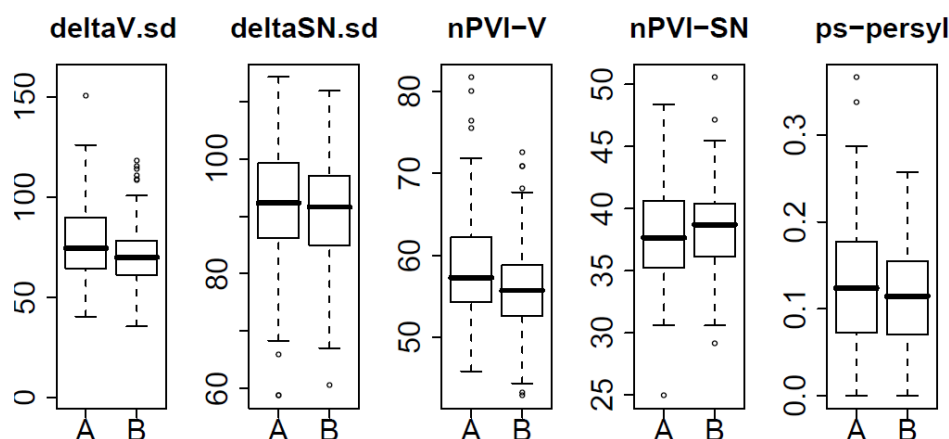 deltaV.sd deltaSN.sd nPVI−V nPVI−SN ps−persyl
0 50 100 150
60 80 100
50 60 70 80
25 30 35 40 45 50
0.0 0.1 0.2 0.3
A B A B A B A B A B